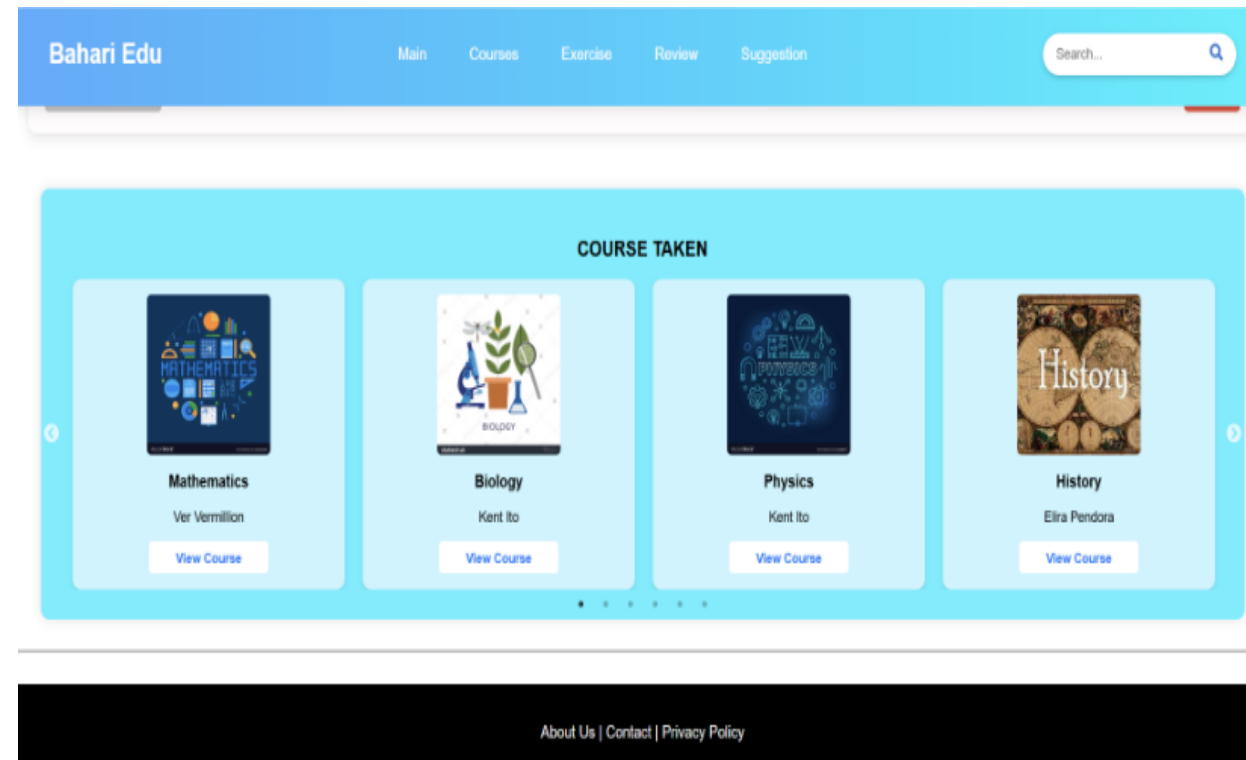 Bahari Edu
Main Courses Exercise Review Suggestion
Search...
COURSE TAKEN
MATHEMATICS
BIOLOGY
PHYSICS
History
Mathematics Biology Physics History
Ver Vermillion Kent Ito Kent Ito Elira Pendora
View Course View Course View Course View Course
About Us | Contact | Privacy Policy